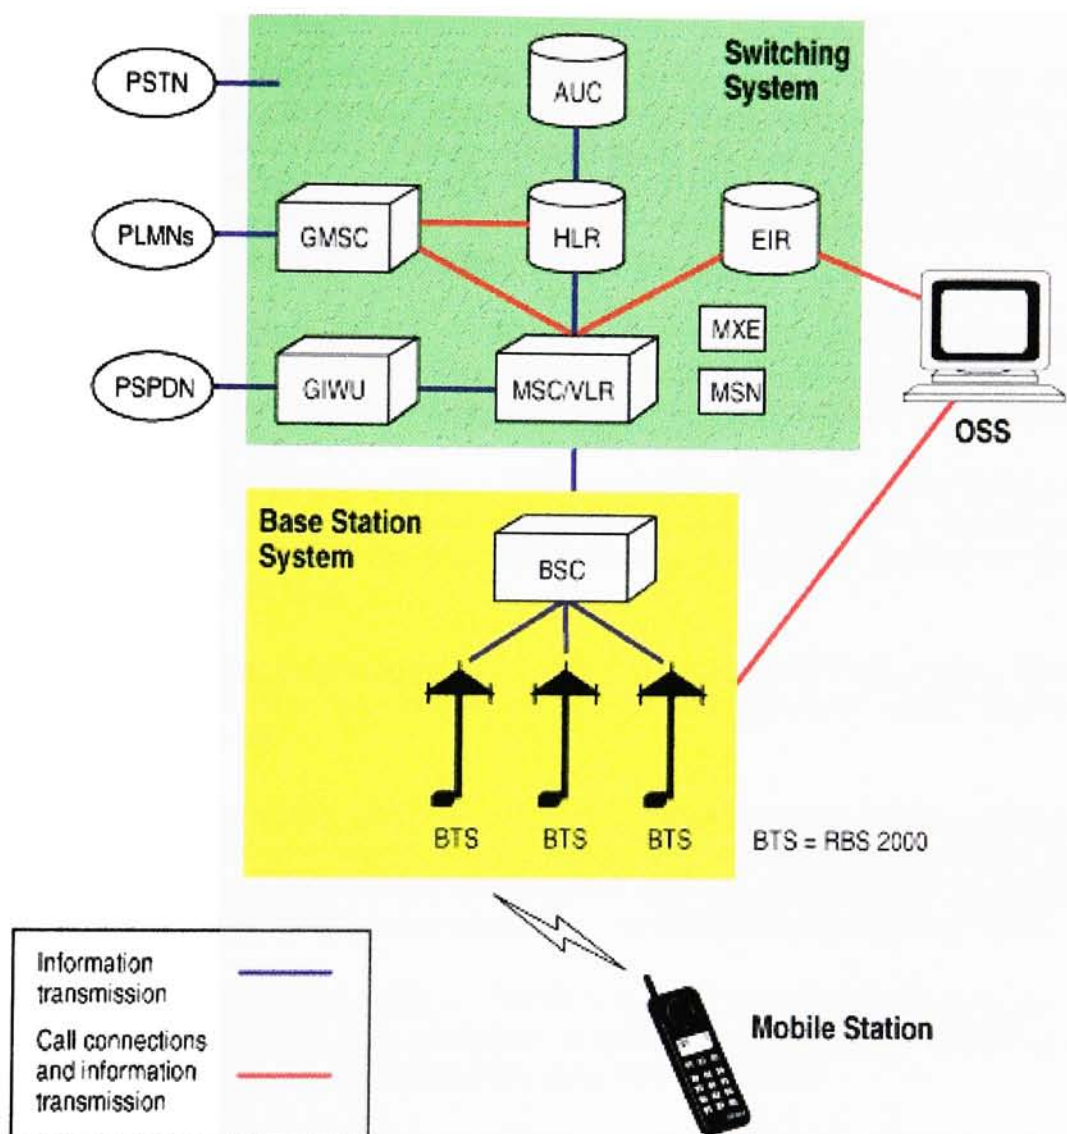 Switching
System
PSTN
AUC
PLMNs
GMSC
HLR
EIR
MXE
PSPDN
GIWU
MSC/VLR
MSN
OSS
Base Station
System
BSC
BTS
BTS
BTS
BTS = RBS 2000
Information
transmission
Call connections
and information
transmission
Mobile Station